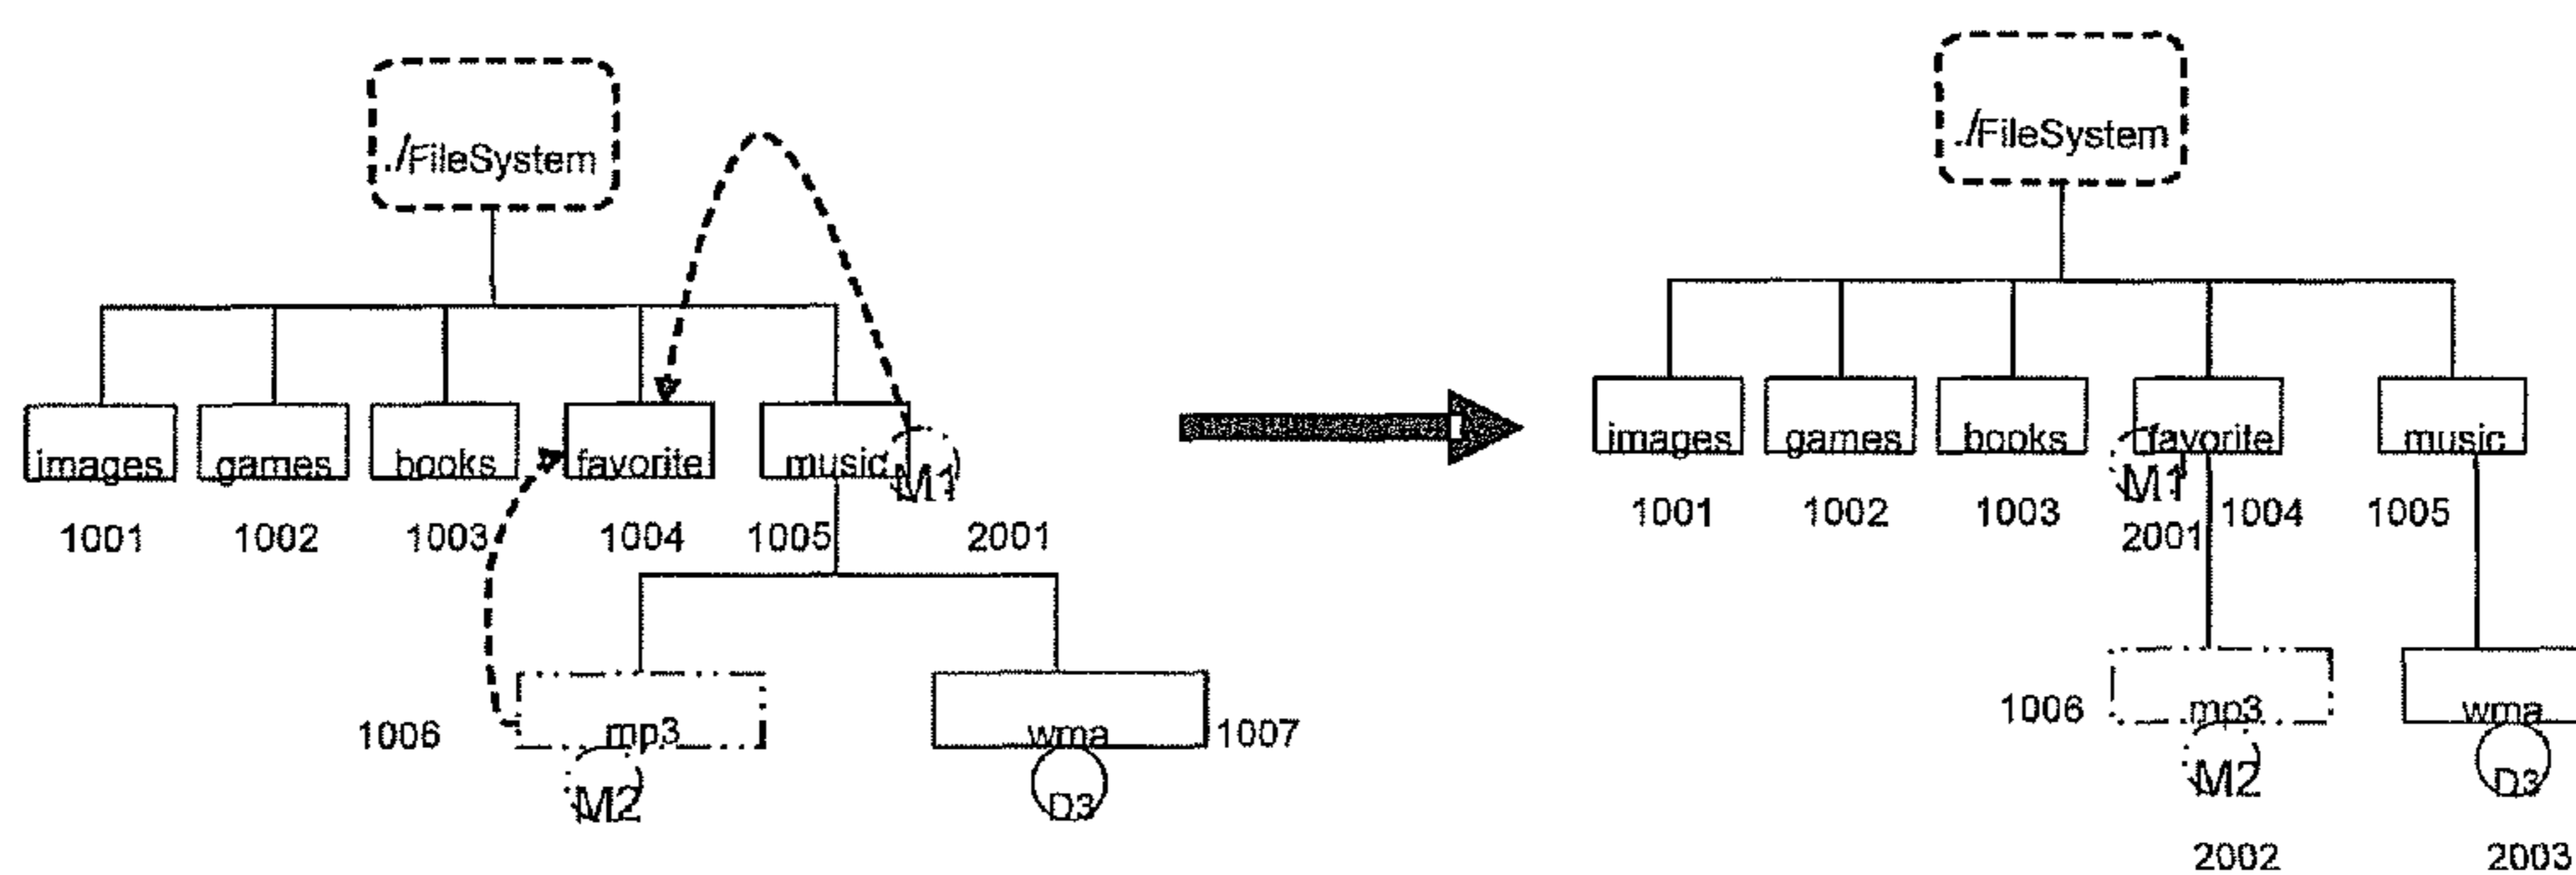 ./FileSystem
images
games
books
favorite
music
M1
1001
1002
1003
1004
1005
2001
1006
mp3
wma
1007
M2
D3
./FileSystem
images
games
books
favorite
music
M1
1001
1002
1003
2001
1004
1005
1006
mp3
wma
M2
D3
2002
2003